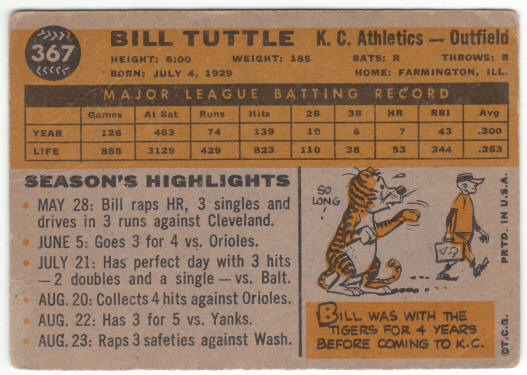 367
BILL TUTTLE K. C. Athletics — Outfield
HEIGHT: 6:00 WEIGHT: 185 BATS: R THROWS: R
BORN: JULY 4, 1929 HOME: FARMINGTON, ILL.
MAJOR LEAGUE BATTING RECORD
Games At Bat Runs Hits 2B 3B HR RBI Avg
YEAR 126 463 74 139 19 6 7 43 .300
LIFE 855 3129 429 823 110 38 53 344 .263
SEASON'S HIGHLIGHTS
• MAY 28: Bill raps HR, 3 singles and
drives in 3 runs against Cleveland.
• JUNE 5: Goes 3 for 4 vs. Orioles.
• JULY 21: Has perfect day with 3 hits
—2 doubles and a single—vs. Balt.
• AUG. 20: Collects 4 hits against Orioles.
• AUG. 22: Has 3 for 5 vs. Yanks.
• AUG. 23: Raps 3 safeties against Wash.
SO
LONG!
KC
BILL WAS WITH THE
TIGERS FOR 4 YEARS
BEFORE COMING TO K.C.
©T.C.G. PRTD. IN U.S.A.